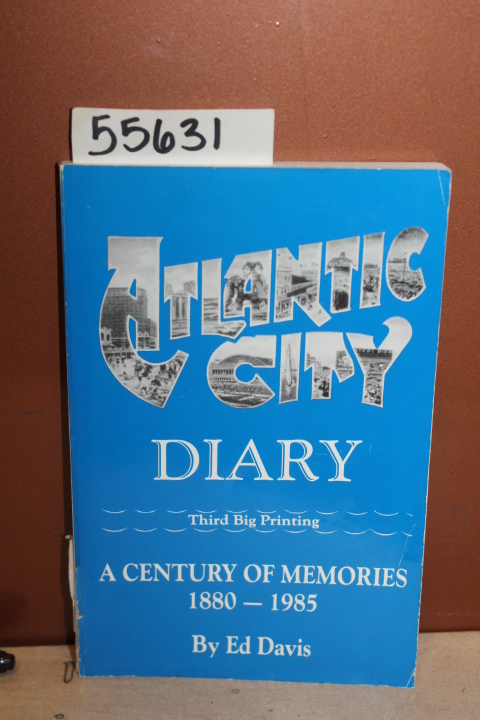 55631
ATLANTIC
CITY
DIARY
Third Big Printing
A CENTURY OF MEMORIES
1880 — 1985
By Ed Davis